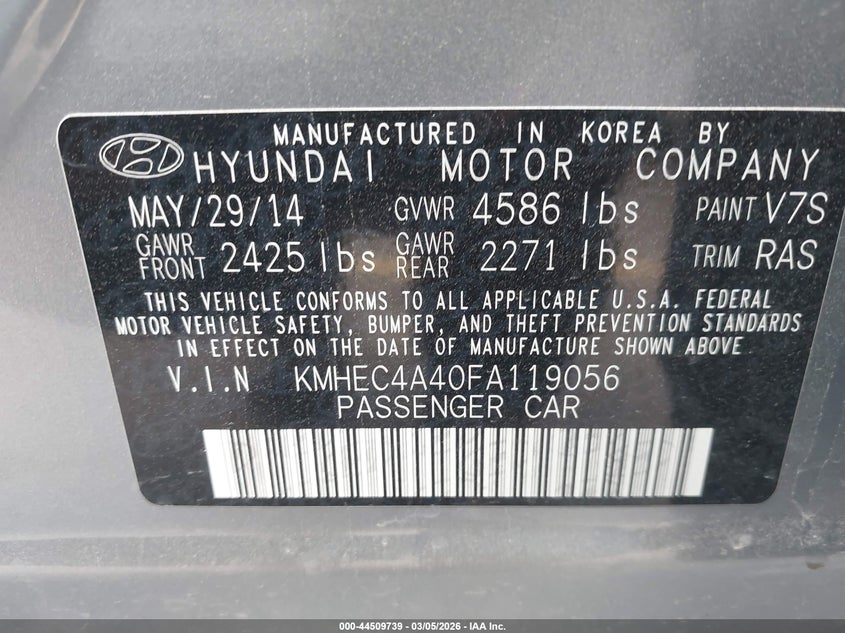 MANUFACTURED IN KOREA BY
HYUNDAI MOTOR COMPANY
MAY/29/14 GVWR 4586 lbs PAINT V7S
GAWR FRONT 2425 lbs GAWR REAR 2271 lbs TRIM RAS
THIS VEHICLE CONFORMS TO ALL APPLICABLE U.S.A. FEDERAL
MOTOR VEHICLE SAFETY, BUMPER, AND THEFT PREVENTION STANDARDS
IN EFFECT ON THE DATE OF MANUFACTURE SHOWN ABOVE
V.I.N KMHEC4A40FA119056
PASSENGER CAR
000-44509739 — 03/05/2026 — IAA Inc.